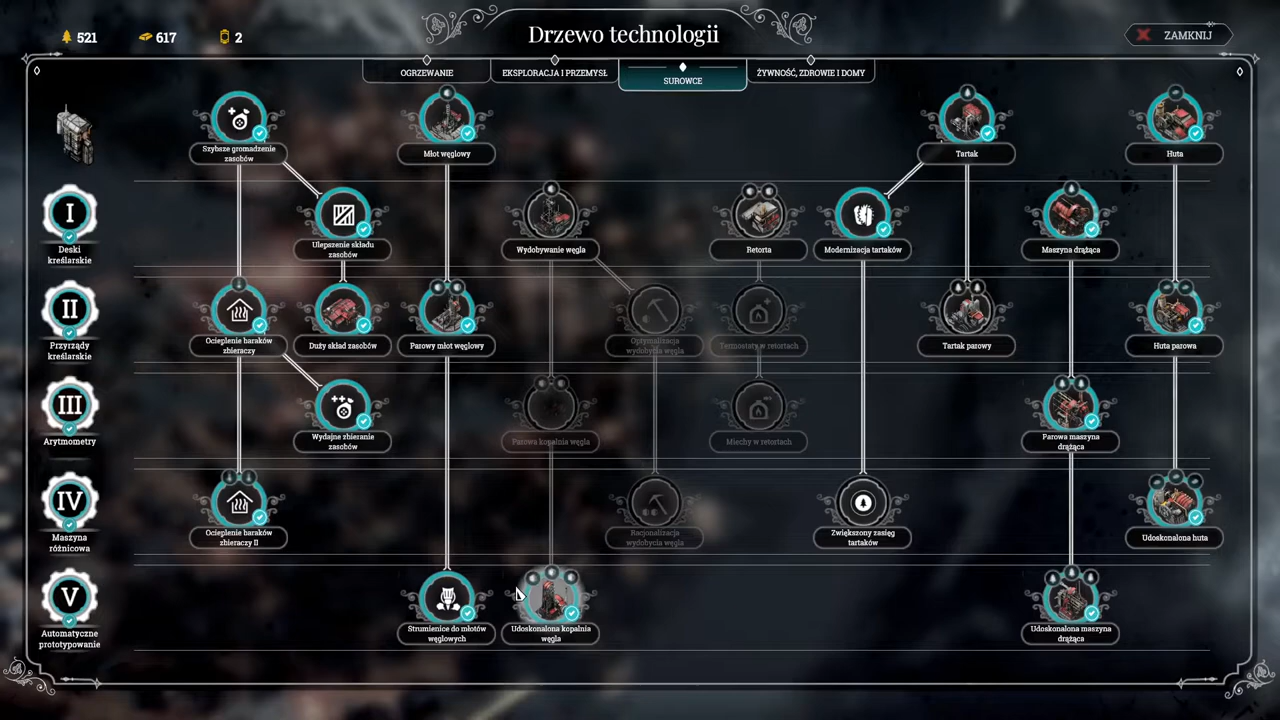 521
617
2
Drzewo technologii
ZAMKNIJ
OGRZEWANIE
EKSPLORACJA I PRZEMYSŁ
SUROWCE
ŻYWNOŚĆ, ZDROWIE I DOMY
Szybsze gromadzenie
zasobów
Młot węglowy
Tartak
Huta
I
Deski
kreślarskie
Ulepszenie składu
zasobów
Wydobywanie węgla
Retorta
Modernizacja tartaków
Maszyna drążąca
II
Przyrządy
kreślarskie
Ocieplenie baraków
zbieraczy
Duży skład zasobów
Parowy młot węglowy
Optymalizacja
wydobycia węgla
Termostaty w retortach
Tartak parowy
Huta parowa
III
Arytmometry
Wydajne zbieranie
zasobów
Parowa kopalnia węgla
Miechy w retortach
Parowa maszyna
drążąca
IV
Maszyna
różnicowa
Ocieplenie baraków
zbieraczy II
Racjonalizacja
wydobycia węgla
Zwiększony zasięg
tartaków
Udoskonalona huta
V
Automatyczne
prototypowanie
Strumienice do młotów
węglowych
Udoskonalona kopalnia
węgla
Udoskonalona maszyna
drążąca